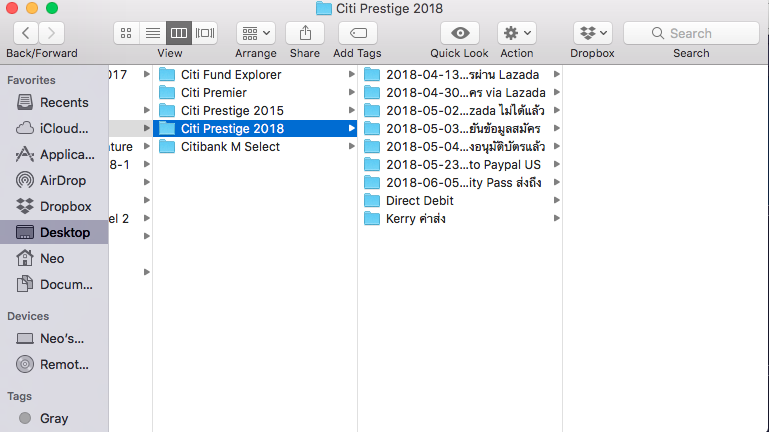 Citi Prestige 2018
Back/Forward
View
Arrange
Share
Add Tags
Quick Look
Action
Dropbox
Search
Search
Favorites
Recents
iCloud...
Applica...
AirDrop
Dropbox
Desktop
Neo
Docum...
Devices
Neo's...
Remot...
Tags
Gray
017
ature
8-1
el 2
Citi Fund Explorer
Citi Premier
Citi Prestige 2015
Citi Prestige 2018
Citibank M Select
2018-04-13...รผ่าน Lazada
2018-04-30...คร via Lazada
2018-05-02...zada ไม่ได้แล้ว
2018-05-03...ยันข้อมูลสมัคร
2018-05-04...งอนุมัติบัตรแล้ว
2018-05-23...to Paypal US
2018-06-05...ity Pass ส่งถึง
Direct Debit
Kerry ค่าส่ง